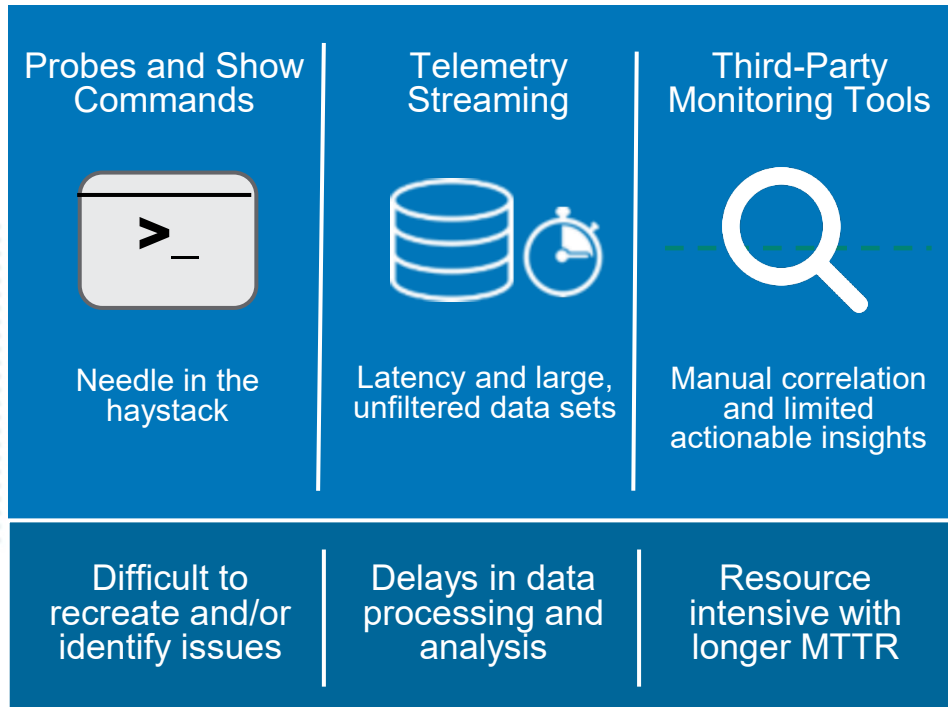 Probes and Show
Commands
>_
Needle in the
haystack
Telemetry
Streaming
Latency and large,
unfiltered data sets
Third-Party
Monitoring Tools
Manual correlation
and limited
actionable insights
Difficult to
recreate and/or
identify issues
Delays in data
processing and
analysis
Resource
intensive with
longer MTTR